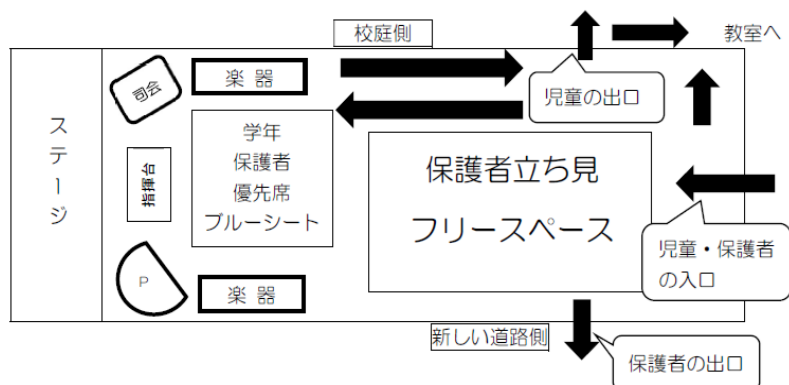 校庭側
教室へ
司会
楽器
児童の出口
ステージ
学年
保護者
優先席
ブルーシート
指揮台
保護者立ち見
フリースペース
児童・保護者
の入口
P
楽器
新しい道路側
保護者の出口